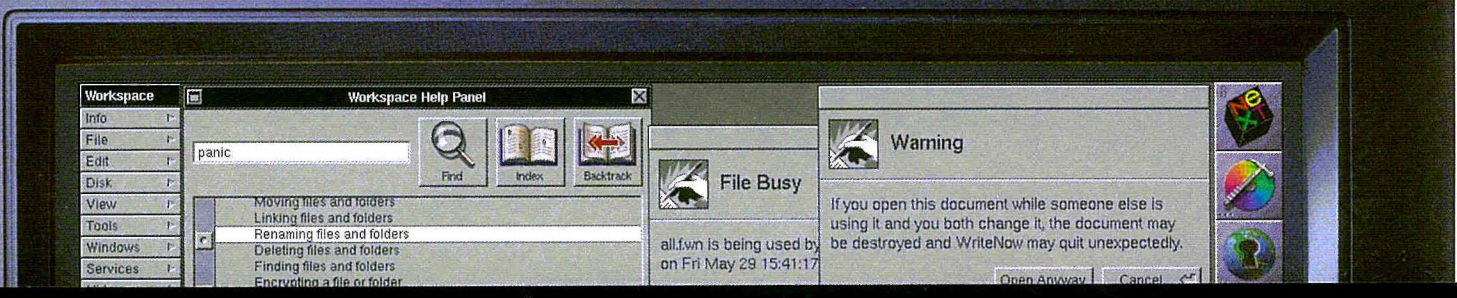 Workspace
Info
File
Edit
Disk
View
Tools
Windows
Services
Workspace Help Panel
panic
Find
Index
Backtrack
Moving files and folders
Linking files and folders
Renaming files and folders
Deleting files and folders
Finding files and folders
Encrypting a file or folder
File Busy
all.f.wn is being used by
on Fri May 29 15:41:17
Warning
If you open this document while someone else is
using it and you both change it, the document may
be destroyed and WriteNow may quit unexpectedly.
Open Anyway
Cancel
NeXT